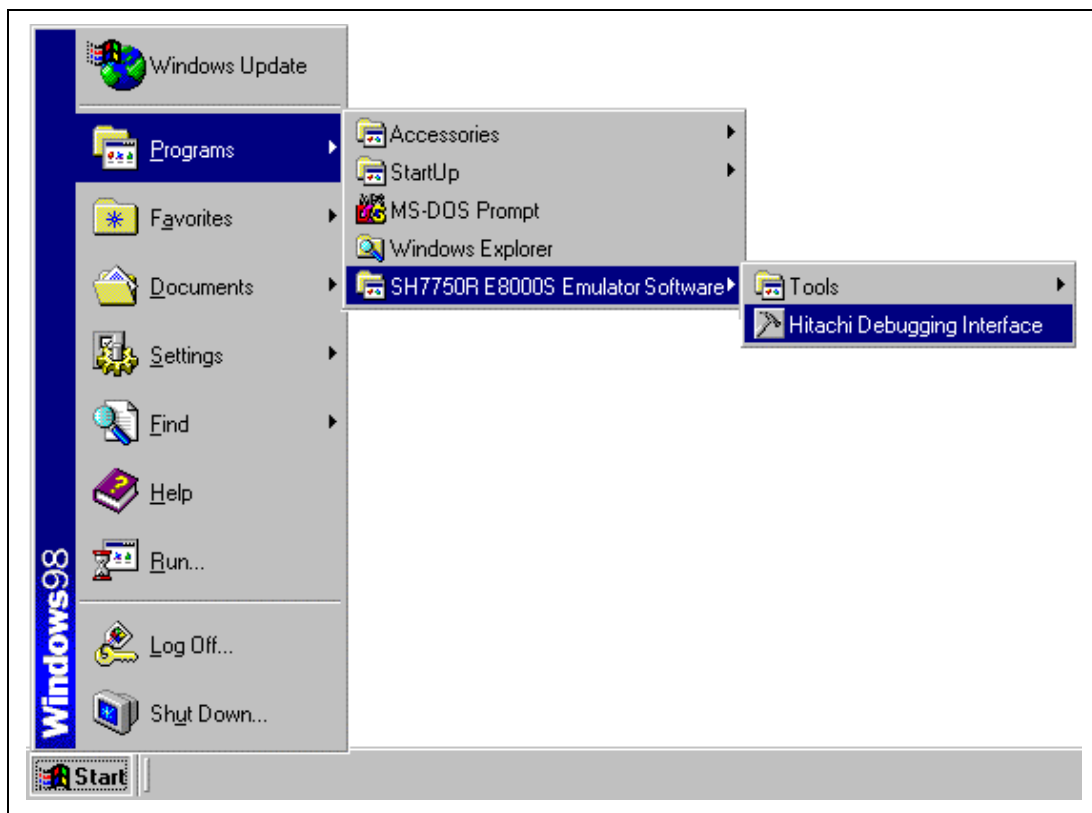 Windows Update
Programs
Favorites
Documents
Settings
Find
Help
Run...
Log Off...
Shut Down...
Windows98
Accessories
StartUp
MS-DOS Prompt
Windows Explorer
SH7750R E8000S Emulator Software
Tools
Hitachi Debugging Interface
Start